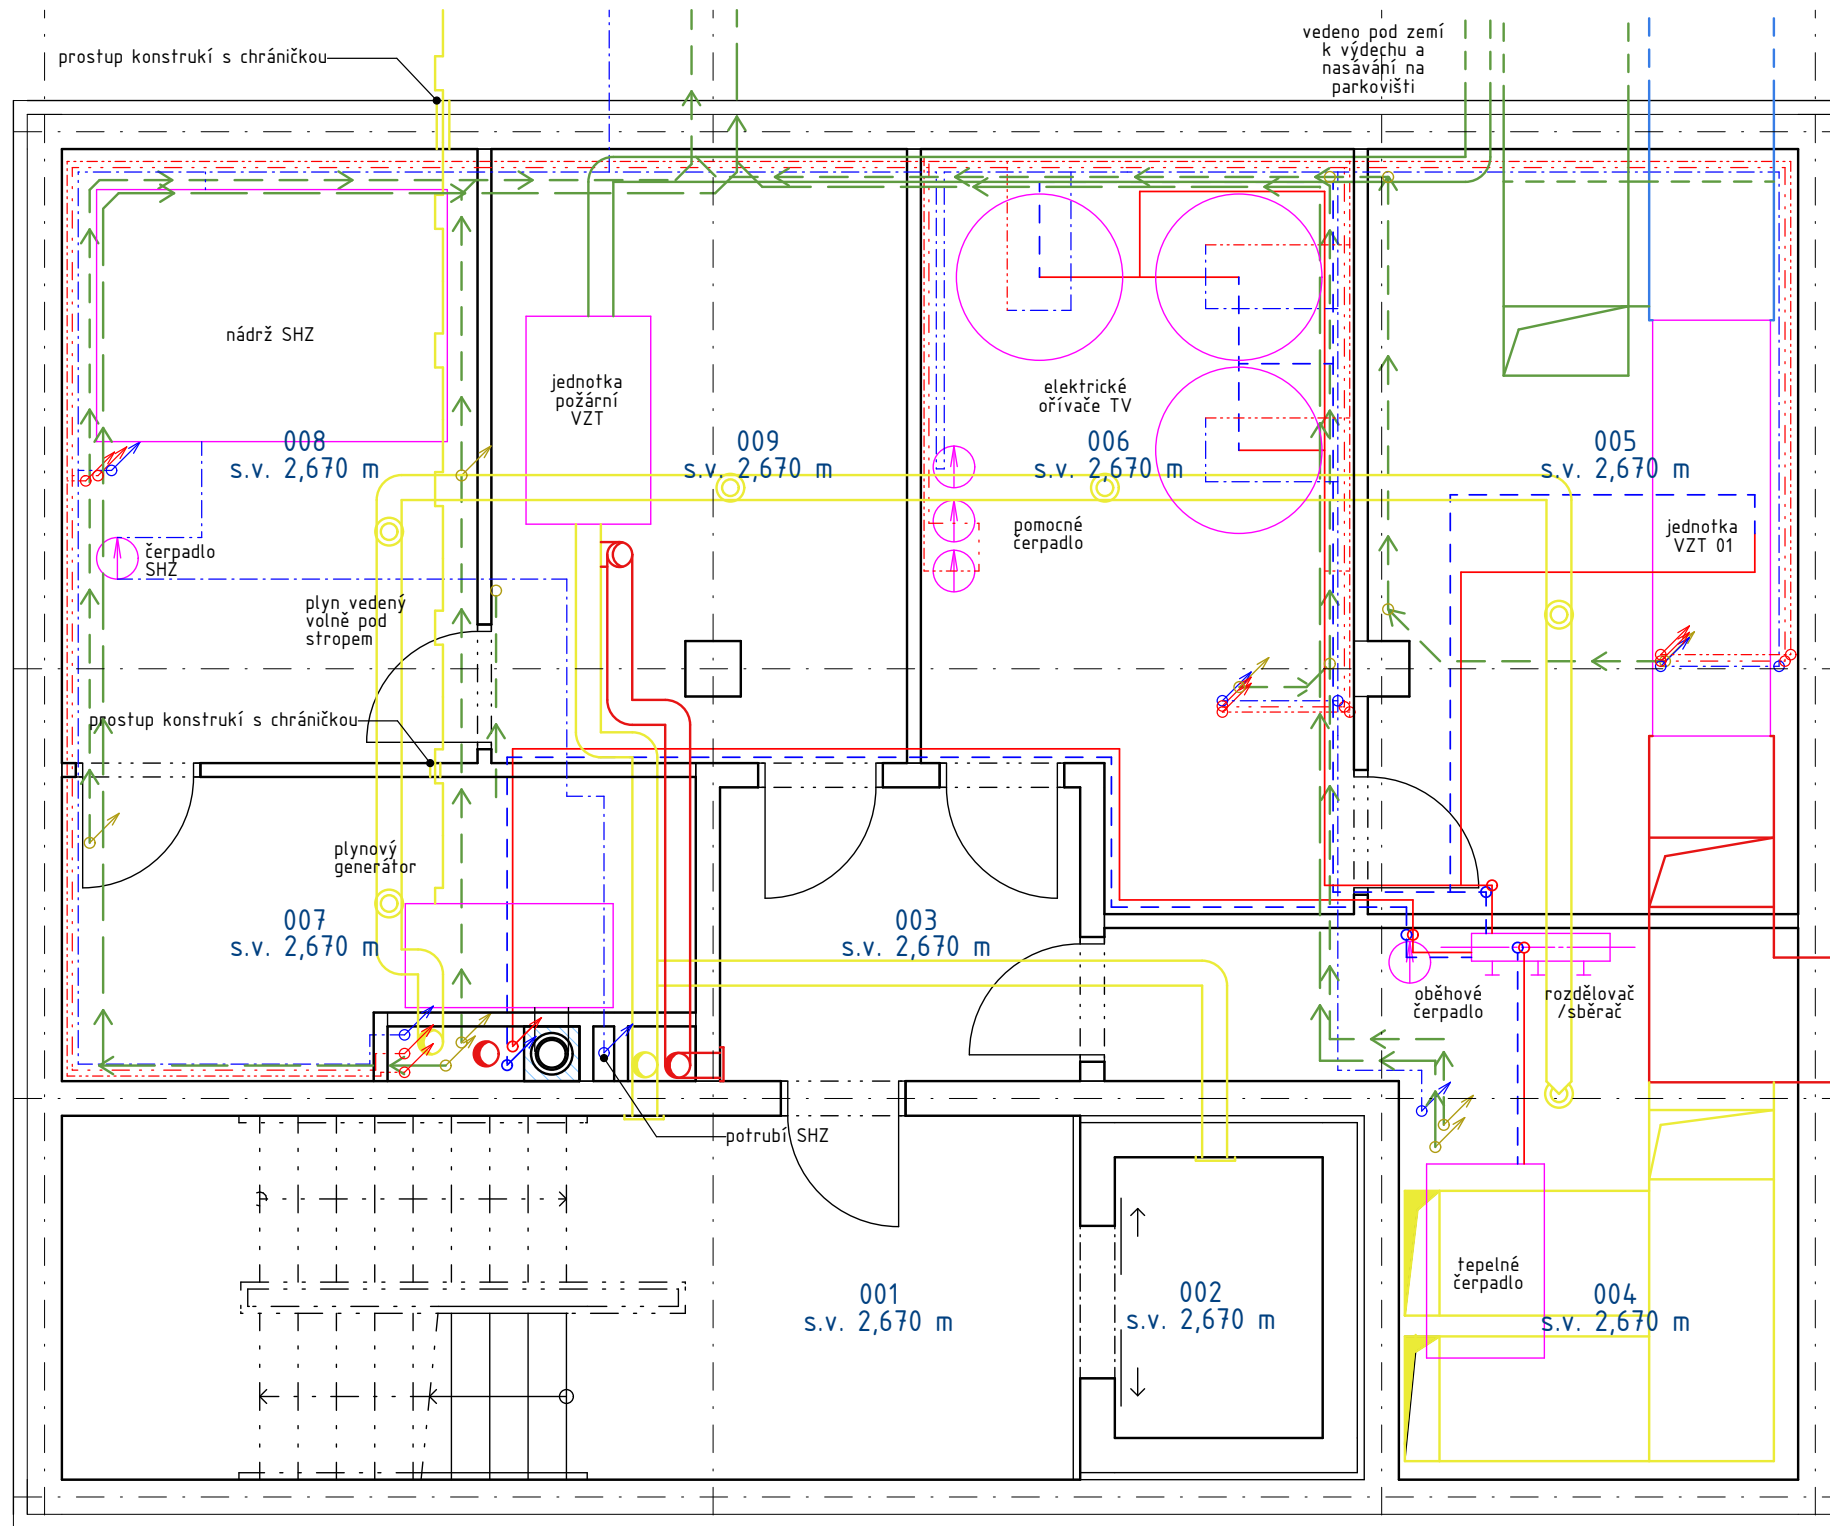 prostup konstrukí s chráničkou
vedeno pod zemí
k výdechu a
nasávání na
parkovišti
nádrž SHZ
jednotka
požární
VZT
elektrické
ořívače TV
008
s.v. 2,670 m
009
s.v. 2,670 m
006
s.v. 2,670 m
005
s.v. 2,670 m
čerpadlo
SHZ
pomocné
čerpadlo
jednotka
VZT 01
plyn vedený
volně pod
stropem
prostup konstrukí s chráničkou
plynový
generátor
007
s.v. 2,670 m
003
s.v. 2,670 m
oběhové
čerpadlo
rozdělovač
/sběrač
potrubí SHZ
tepelné
čerpadlo
001
s.v. 2,670 m
002
s.v. 2,670 m
004
s.v. 2,670 m